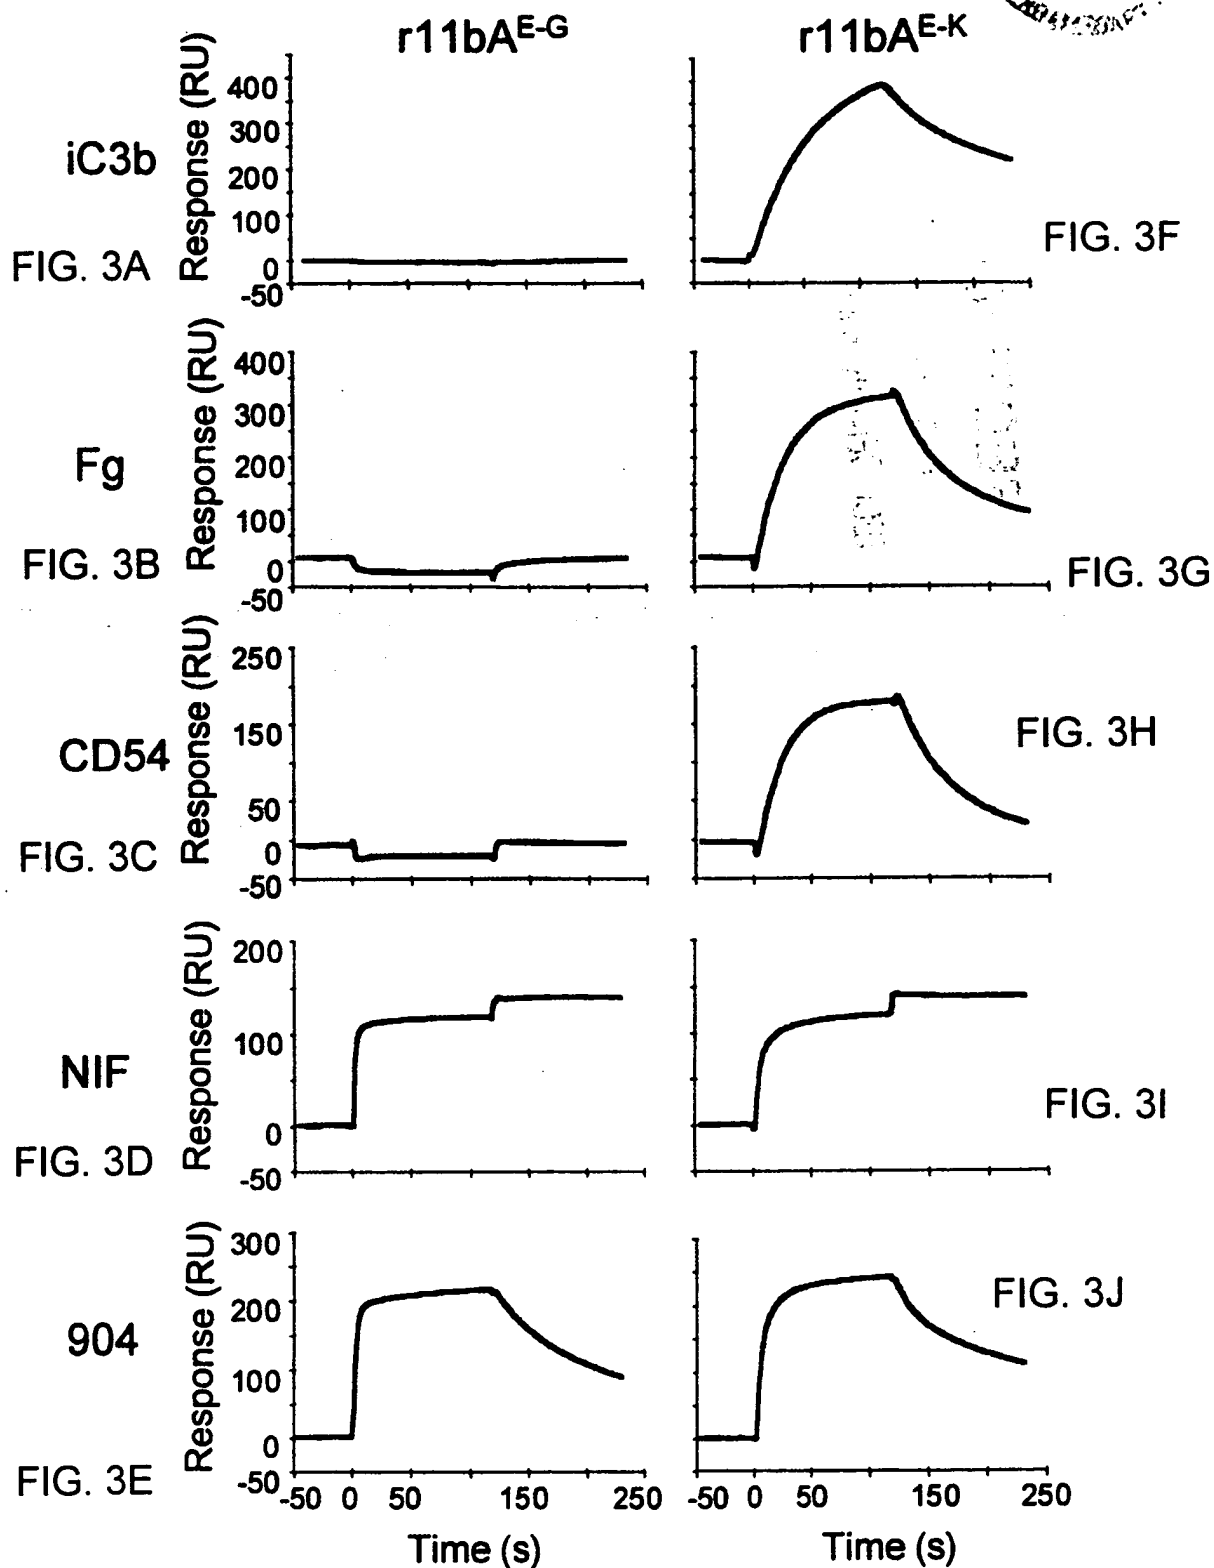 r11bA^E-G
r11bA^E-K
iC3b
FIG. 3A
Response (RU)
400
300
200
100
0
-50
FIG. 3F
Fg
FIG. 3B
Response (RU)
400
300
200
100
0
-50
FIG. 3G
CD54
FIG. 3C
Response (RU)
250
150
50
0
-50
FIG. 3H
NIF
FIG. 3D
Response (RU)
200
100
0
-50
FIG. 3I
904
FIG. 3E
Response (RU)
300
200
100
0
-50
FIG. 3J
-50 0 50 150 250
-50 0 50 150 250
Time (s)
Time (s)